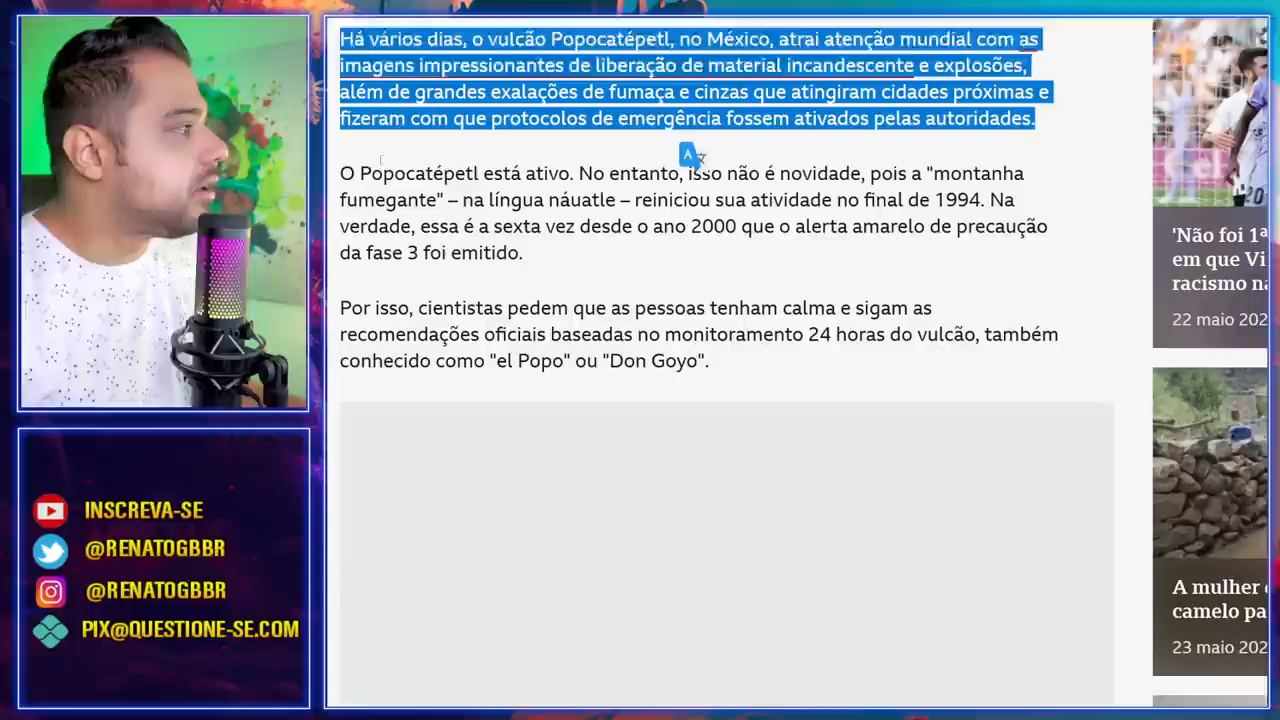 Há vários dias, o vulcão Popocatépetl, no México, atrai atenção mundial com as
imagens impressionantes de liberação de material incandescente e explosões,
além de grandes exalações de fumaça e cinzas que atingiram cidades próximas e
fizeram com que protocolos de emergência fossem ativados pelas autoridades.
O Popocatépetl está ativo. No entanto, isso não é novidade, pois a "montanha
fumegante" – na língua náuatle – reiniciou sua atividade no final de 1994. Na
verdade, essa é a sexta vez desde o ano 2000 que o alerta amarelo de precaução
da fase 3 foi emitido.
Por isso, cientistas pedem que as pessoas tenham calma e sigam as
recomendações oficiais baseadas no monitoramento 24 horas do vulcão, também
conhecido como "el Popo" ou "Don Goyo".
'Não foi 1ª
em que Vi
racismo na
22 maio 202
A mulher
camelo pa
23 maio 202
INSCREVA-SE
@RENATOGBBR
@RENATOGBBR
PIX@QUESTIONE-SE.COM